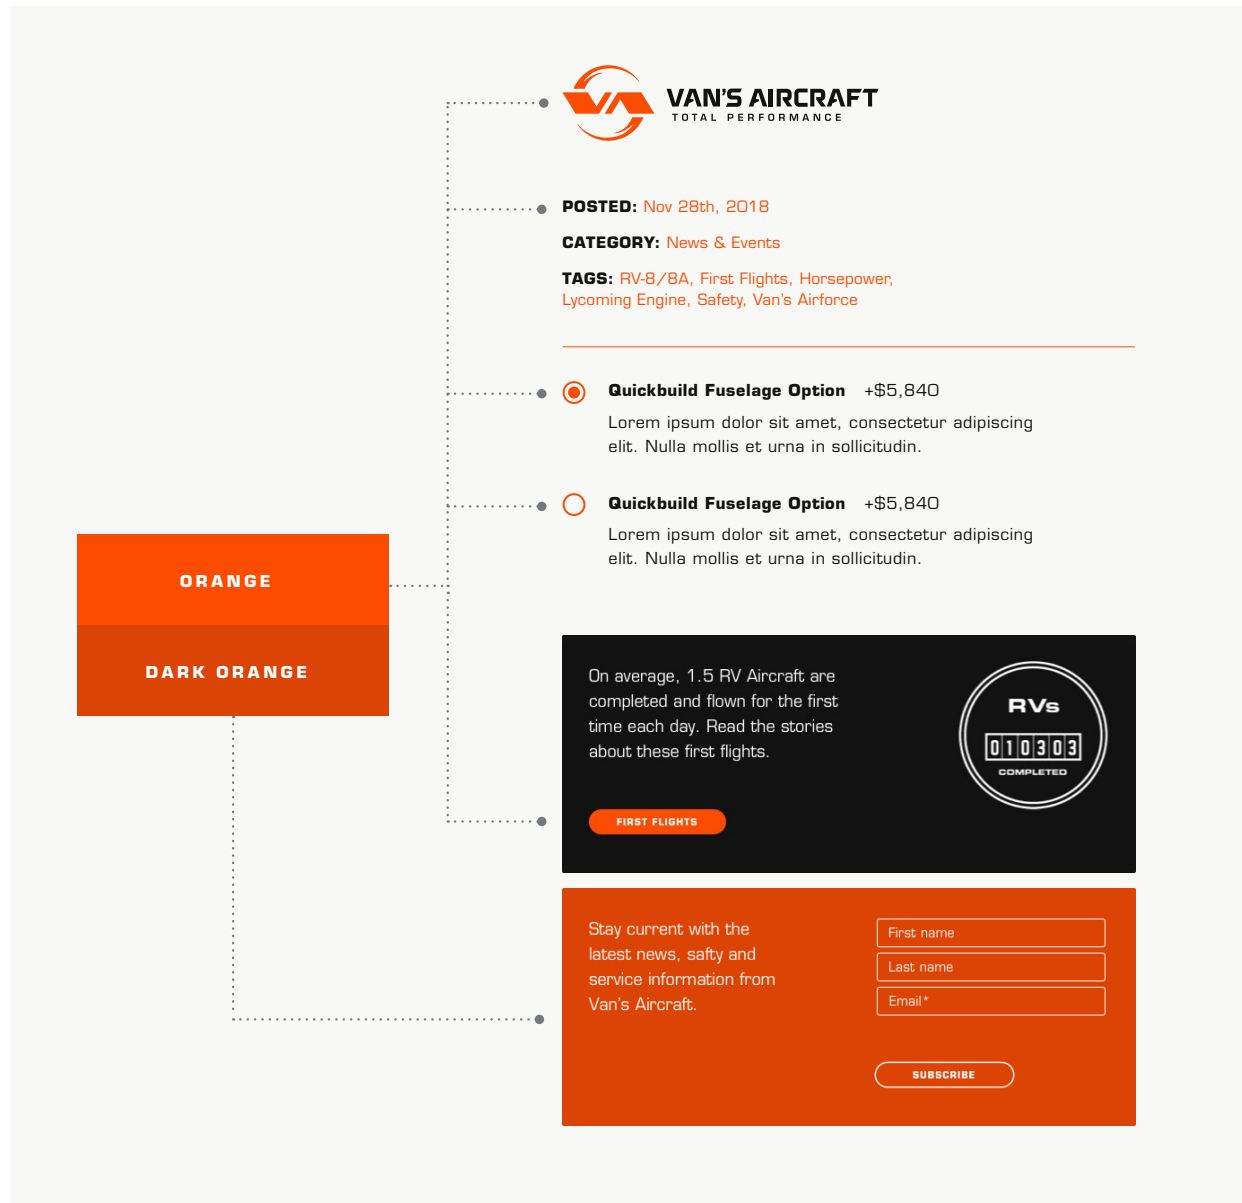 VAN'S AIRCRAFT
TOTAL PERFORMANCE
POSTED: Nov 28th, 2018
CATEGORY: News & Events
TAGS: RV-8/8A, First Flights, Horsepower,
Lycoming Engine, Safety, Van's Airforce
Quickbuild Fuselage Option +$5,840
Lorem ipsum dolor sit amet, consectetur adipiscing
elit. Nulla mollis et urna in sollicitudin.
Quickbuild Fuselage Option +$5,840
Lorem ipsum dolor sit amet, consectetur adipiscing
elit. Nulla mollis et urna in sollicitudin.
ORANGE
DARK ORANGE
On average, 1.5 RV Aircraft are
completed and flown for the first
time each day. Read the stories
about these first flights.
FIRST FLIGHTS
RVs
010303
COMPLETED
Stay current with the
latest news, safty and
service information from
Van's Aircraft.
First name
Last name
Email*
SUBSCRIBE